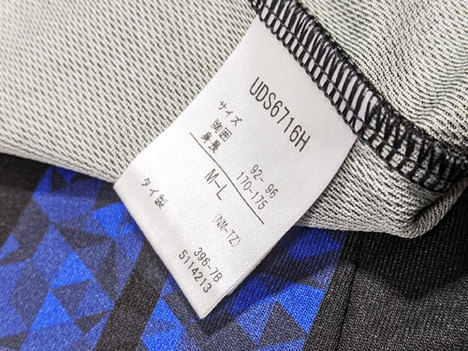 UDS6716H
サイズ
胸囲 92- 96
身長 170-175
M-L
(NM-TZ)
タイ製
396-7B
5114213